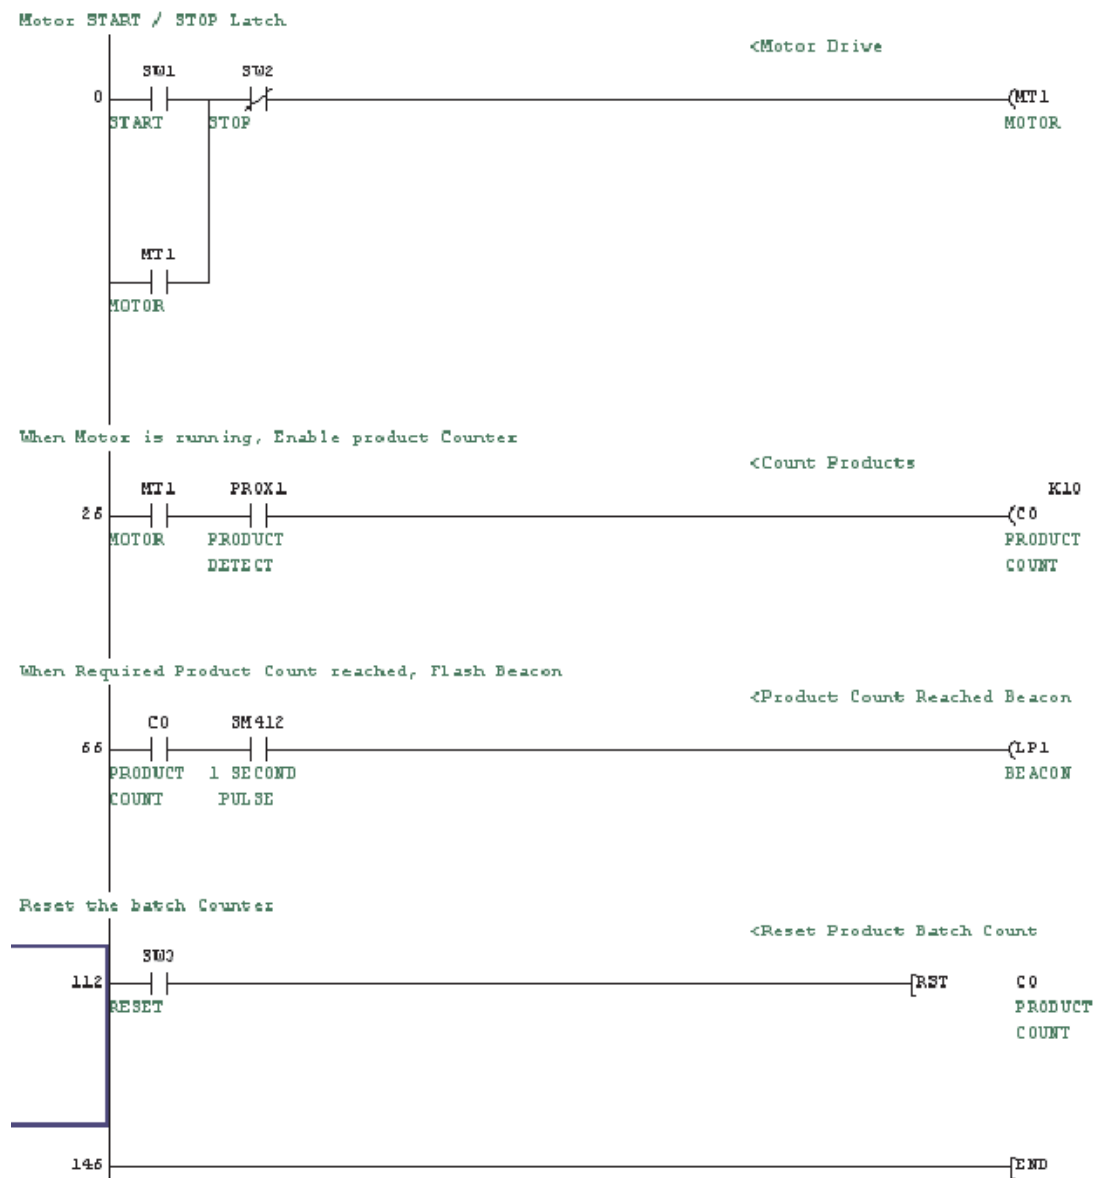 Motor START / STOP Latch
<Motor Drive
SW1 SW2
0 (MT1
START STOP MOTOR
MT1
MOTOR
When Motor is running, Enable product Counter
<Count Products
MT1 PROX1 K10
26 (C0
MOTOR PRODUCT PRODUCT
DETECT COUNT
When Required Product Count reached, Flash Beacon
<Product Count Reached Beacon
C0 SM412
66 (LP1
PRODUCT 1 SECOND BEACON
COUNT PULSE
Reset the batch Counter
<Reset Product Batch Count
SW3
112 [RST C0
RESET PRODUCT
COUNT
146 [END